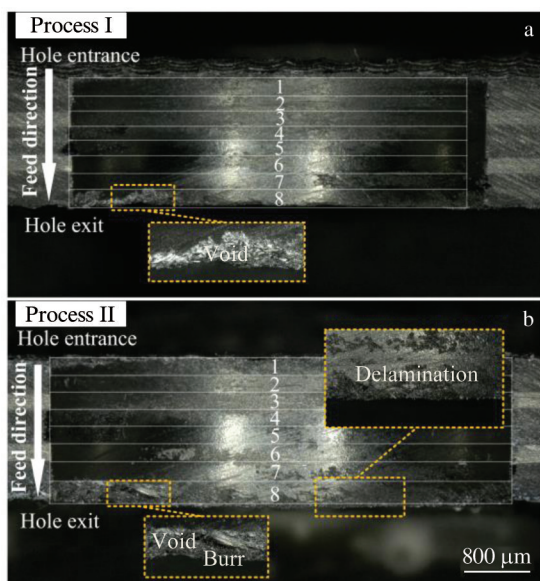 Process I
a
Hole entrance
Feed direction
1
2
3
4
5
6
7
8
Hole exit
Void
Process II
b
Hole entrance
Feed direction
1
2
3
4
5
6
7
8
Delamination
Hole exit
Void
Burr
800 μm